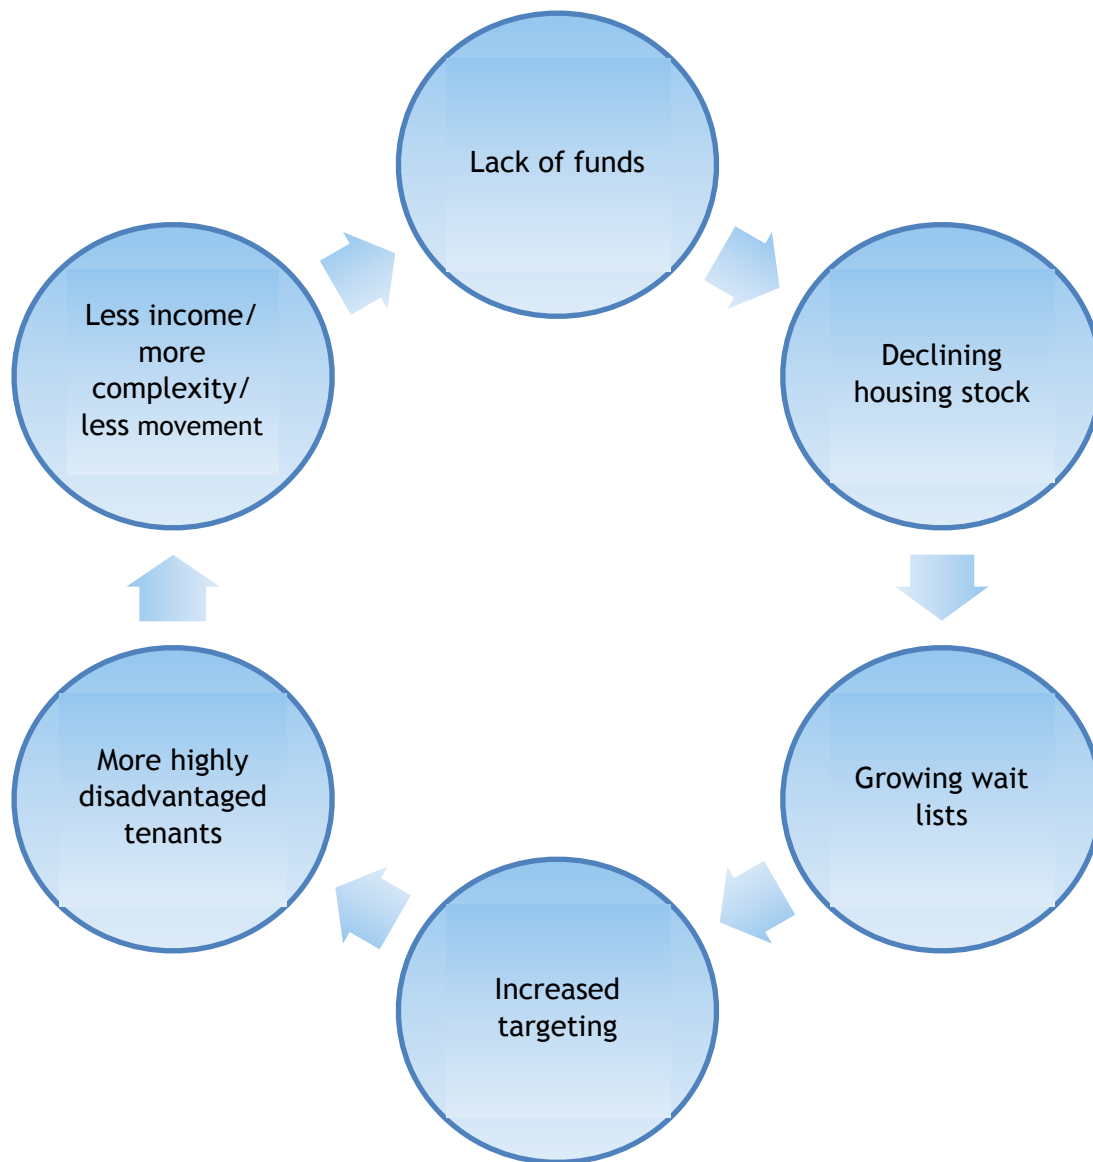 Lack of funds
Declining
housing stock
Growing wait
lists
Increased
targeting
More highly
disadvantaged
tenants
Less income/
more
complexity/
less movement